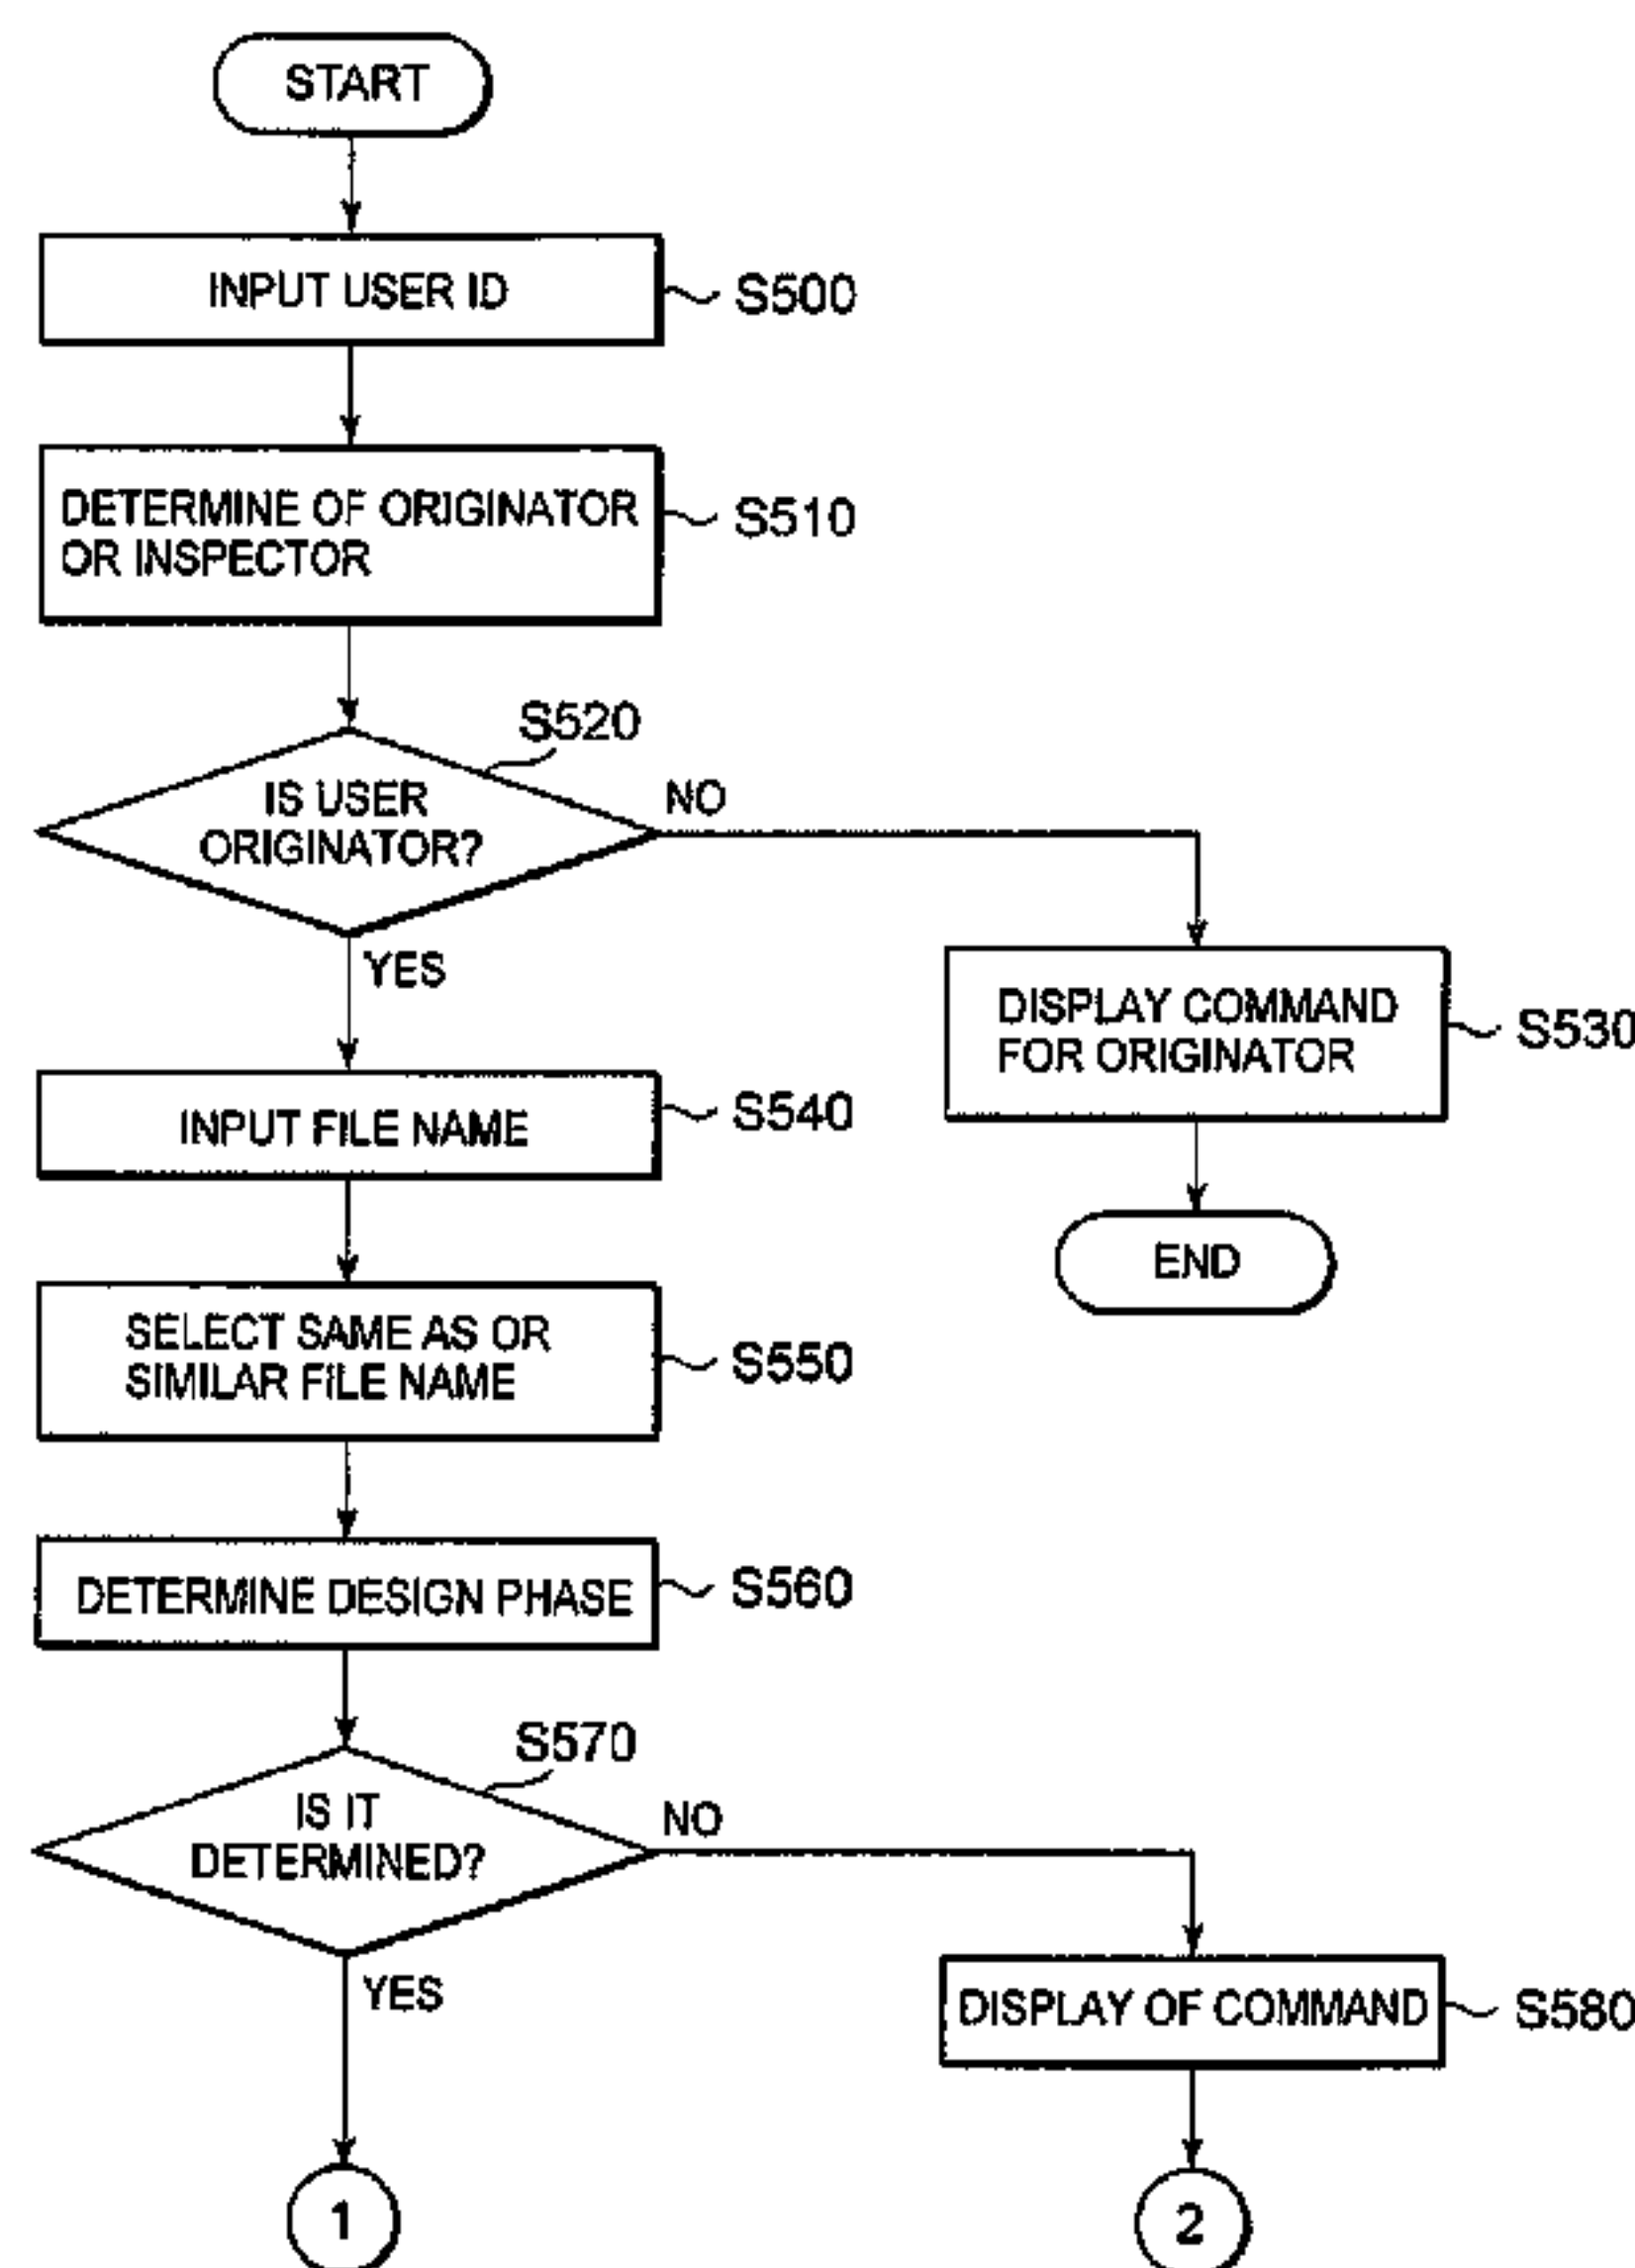 START
INPUT USER ID
S500
DETERMINE OF ORIGINATOR
OR INSPECTOR
S510
S520
IS USER
ORIGINATOR?
NO
YES
DISPLAY COMMAND
FOR ORIGINATOR
S530
INPUT FILE NAME
S540
END
SELECT SAME AS OR
SIMILAR FILE NAME
S550
DETERMINE DESIGN PHASE
S560
S570
IS IT
DETERMINED?
NO
YES
DISPLAY OF COMMAND
S580
1
2